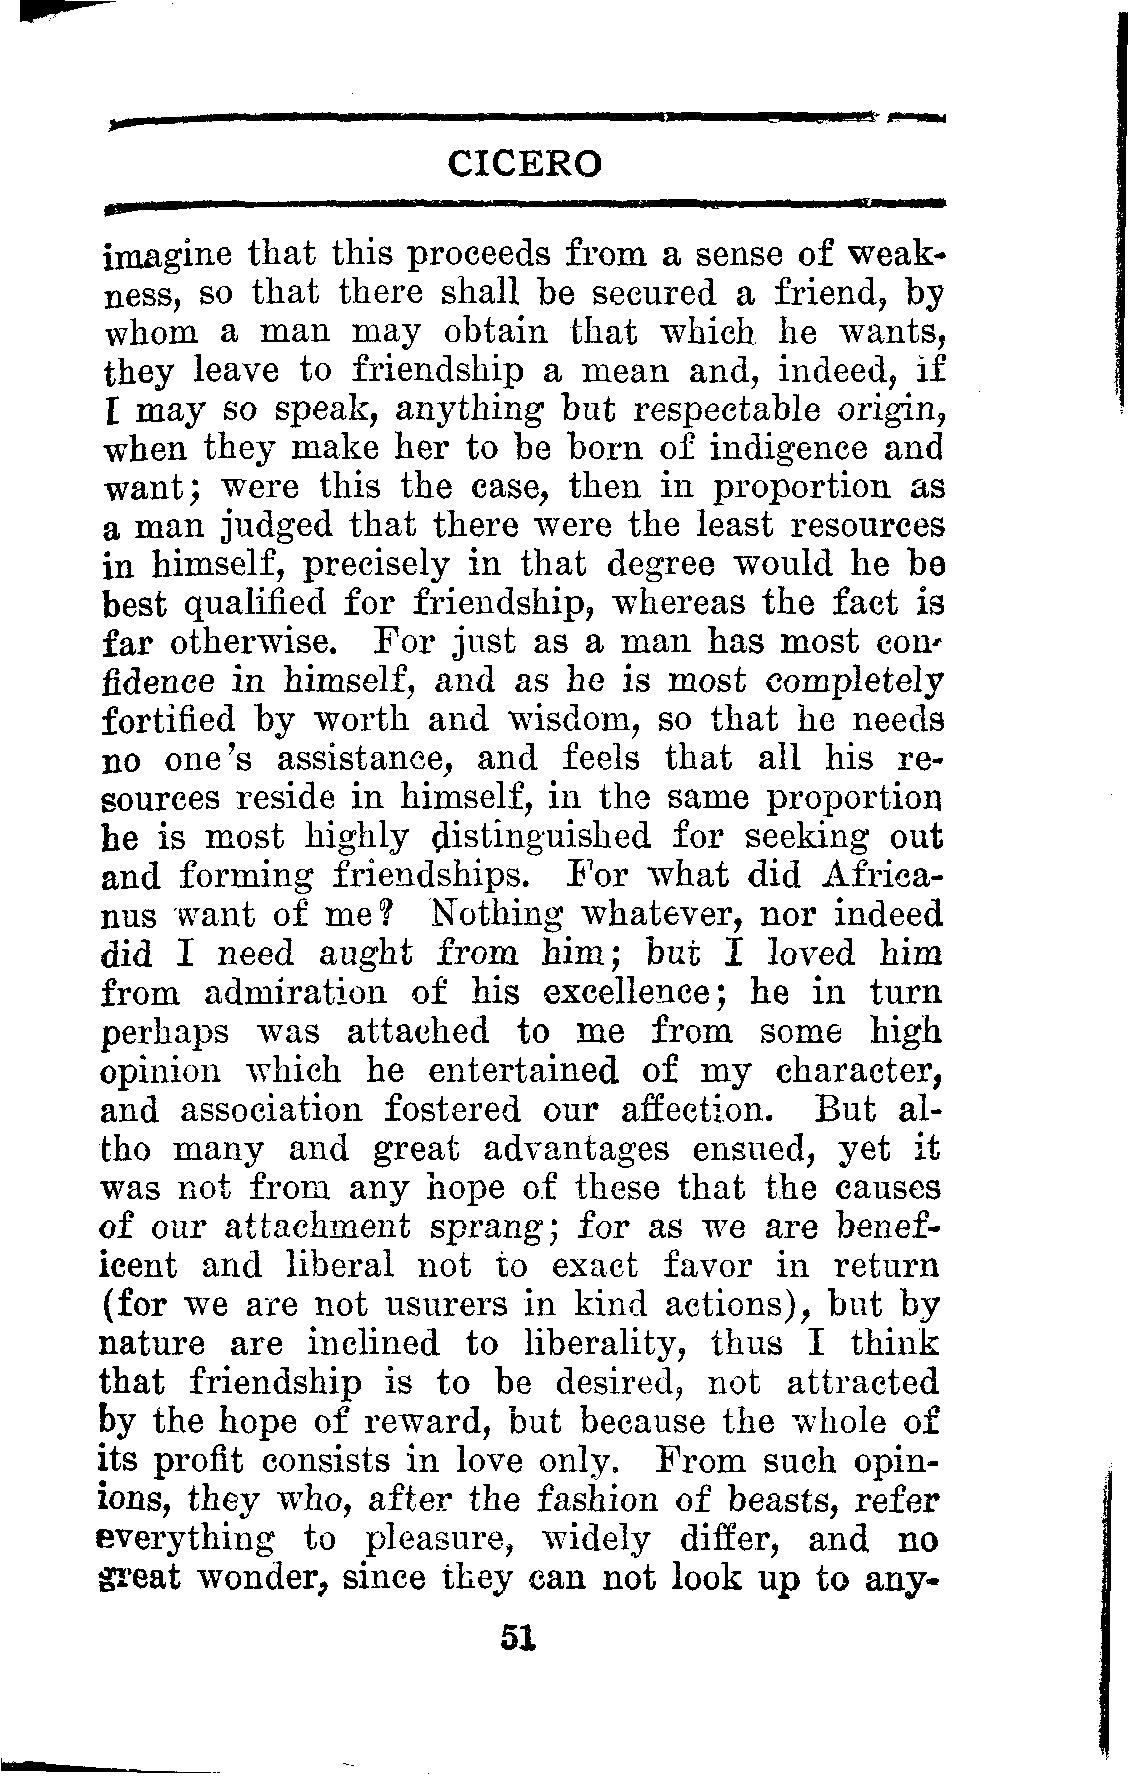 CICERO
imagine that this proceeds from a sense of weak-
ness, so that there shall be secured a friend, by
whom a man may obtain that which he wants,
they leave to friendship a mean and, indeed, if
I may so speak, anything but respectable origin,
when they make her to be born of indigence and
want; were this the case, then in proportion as
a man judged that there were the least resources
in himself, precisely in that degree would he be
best qualified for friendship, whereas the fact is
far otherwise. For just as a man has most con-
fidence in himself, and as he is most completely
fortified by worth and wisdom, so that he needs
no one's assistance, and feels that all his re-
sources reside in himself, in the same proportion
he is most highly distinguished for seeking out
and forming friendships. For what did Africa-
nus want of me? Nothing whatever, nor indeed
did I need aught from him; but I loved him
from admiration of his excellence; he in turn
perhaps was attached to me from some high
opinion which he entertained of my character,
and association fostered our affection. But al-
tho many and great advantages ensued, yet it
was not from any hope of these that the causes
of our attachment sprang; for as we are benef-
icent and liberal not to exact favor in return
(for we are not usurers in kind actions), but by
nature are inclined to liberality, thus I think
that friendship is to be desired, not attracted
by the hope of reward, but because the whole of
its profit consists in love only. From such opin-
ions, they who, after the fashion of beasts, refer
everything to pleasure, widely differ, and no
great wonder, since they can not look up to any-
51